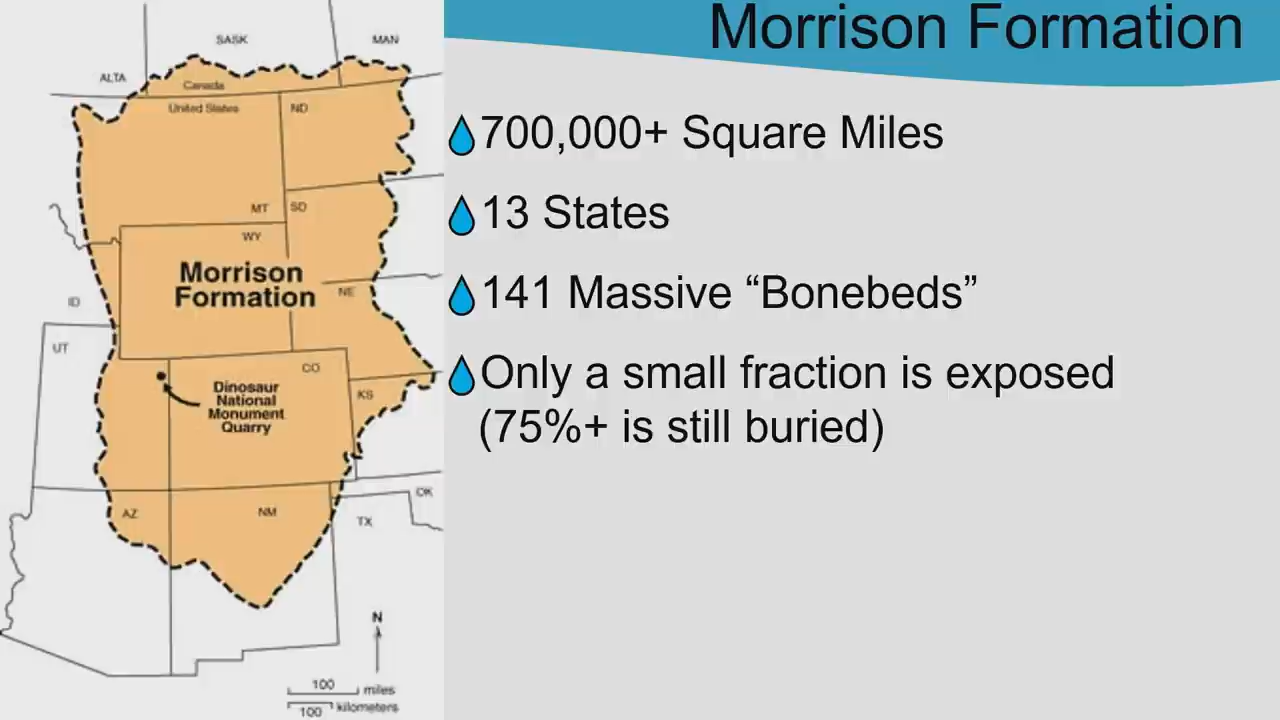 Morrison Formation
SASK
MAN
ALTA
Canada
United States
ND
MT
SD
WY
Morrison
Formation
NE
ID
UT
CO
Dinosaur
National
Monument
Quarry
KS
OK
AZ
NM
TX
N
100 miles
100 kilometers
700,000+ Square Miles
13 States
141 Massive “Bonebeds”
Only a small fraction is exposed
(75%+ is still buried)